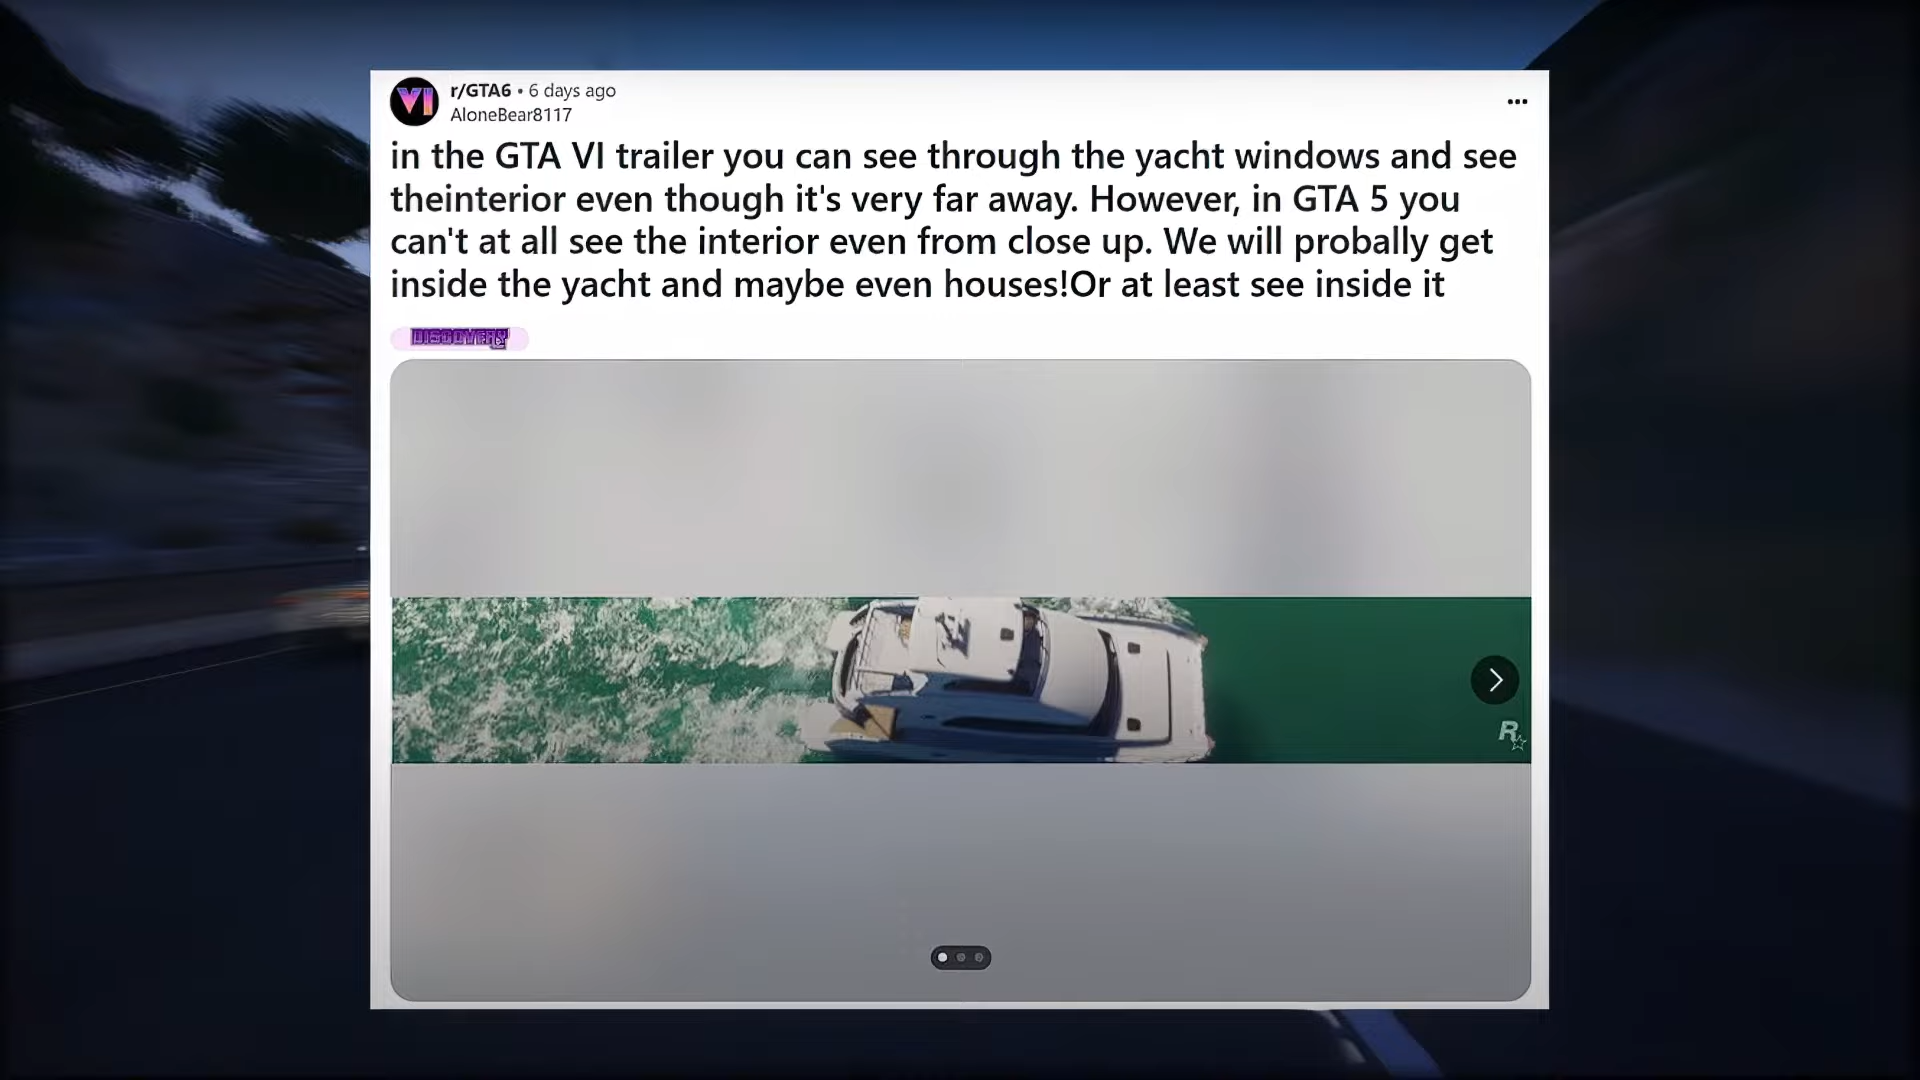 VI
r/GTA6 • 6 days ago
AloneBear8117
in the GTA VI trailer you can see through the yacht windows and see
theinterior even though it's very far away. However, in GTA 5 you
can't at all see the interior even from close up. We will probally get
inside the yacht and maybe even houses!Or at least see inside it
DISCOVERY
R